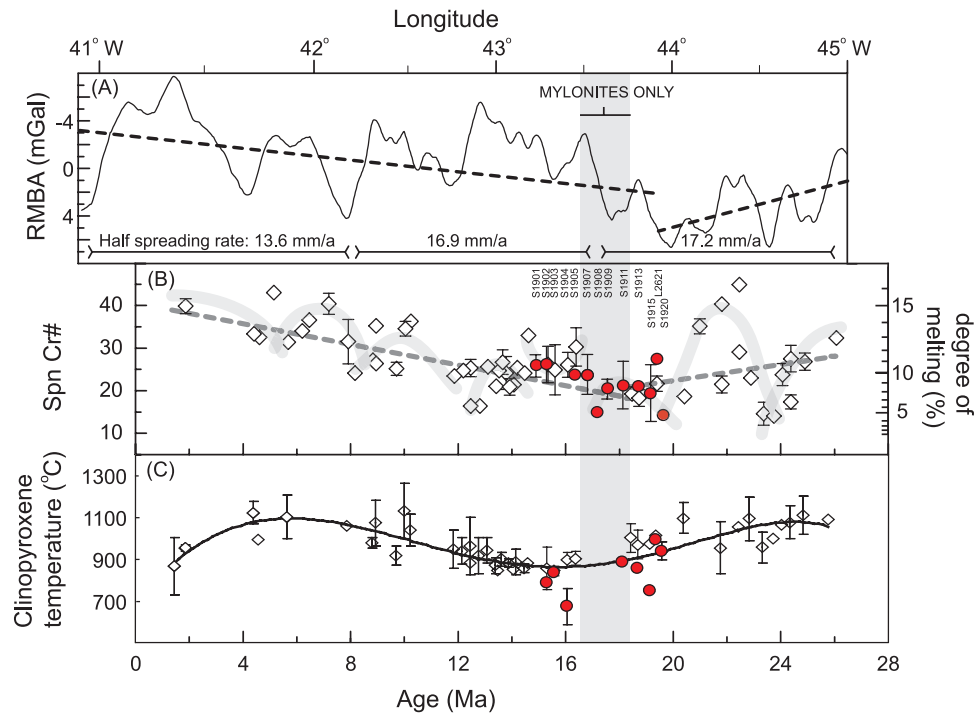 Longitude
41° W
42°
43°
44°
45° W
(A)
MYLONITES ONLY
RMBA (mGal)
-4
0
4
Half spreading rate: 13.6 mm/a
16.9 mm/a
17.2 mm/a
(B)
S1901
S1902
S1903
S1904
S1905
S1907
S1908
S1909
S1911
S1913
S1915
L2621
S1920
Spn Cr#
40
30
20
10
15
10
5
degree of
melting (%)
(C)
Clinopyroxene
temperature (°C)
1300
1100
900
700
0
4
8
12
16
20
24
28
Age (Ma)